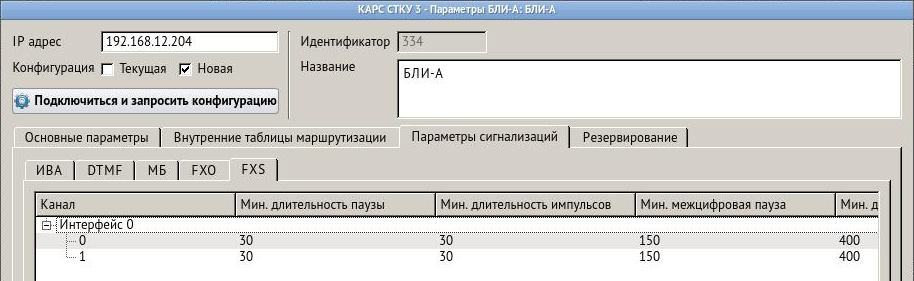 КАРС СТКУ 3 - Параметры БЛИ-А: БЛИ-А
IP адрес 192.168.12.204 Идентификатор 334
Конфигурация Текущая Новая Название БЛИ-А
Подключиться и запросить конфигурацию
Основные параметры Внутренние таблицы маршрутизации Параметры сигнализаций Резервирование
ИВА DTMF МБ FXO FXS
Канал Мин. длительность паузы Мин. длительность импульсов Мин. межцифровая пауза Мин. д
Интерфейс 0
0 30 30 150 400
1 30 30 150 400